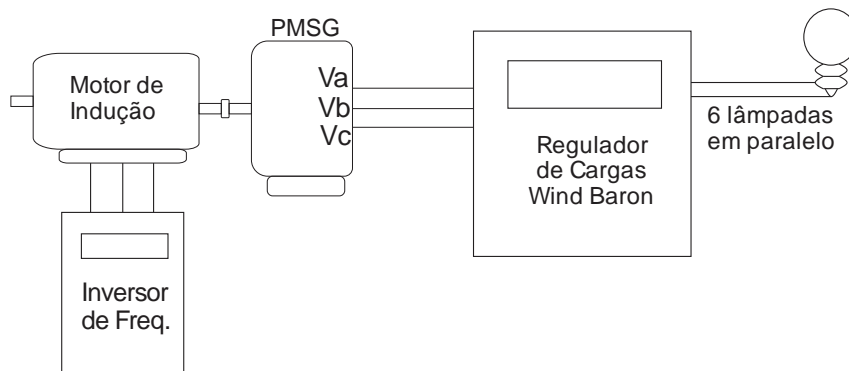 PMSG
Motor de
Indução
Va
Vb
Vc
Regulador
de Cargas
Wind Baron
6 lâmpadas
em paralelo
Inversor
de Freq.